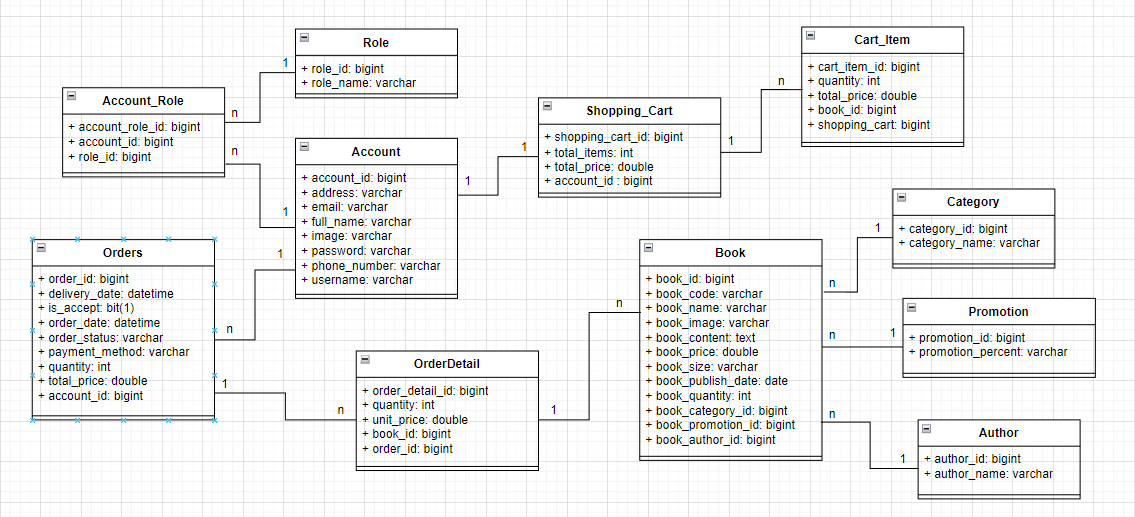 Role
+ role_id: bigint
+ role_name: varchar
1
Account_Role
+ account_role_id: bigint
+ account_id: bigint
+ role_id: bigint
n
n
Account
+ account_id: bigint
+ address: varchar
+ email: varchar
+ full_name: varchar
+ image: varchar
+ password: varchar
+ phone_number: varchar
+ username: varchar
1
1
1
Shopping_Cart
+ shopping_cart_id: bigint
+ total_items: int
+ total_price: double
+ account_id : bigint
1
1
Cart_Item
+ cart_item_id: bigint
+ quantity: int
+ total_price: double
+ book_id: bigint
+ shopping_cart: bigint
n
Orders
+ order_id: bigint
+ delivery_date: datetime
+ is_accept: bit(1)
+ order_date: datetime
+ order_status: varchar
+ payment_method: varchar
+ quantity: int
+ total_price: double
+ account_id: bigint
n
1
OrderDetail
+ order_detail_id: bigint
+ quantity: int
+ unit_price: double
+ book_id: bigint
+ order_id: bigint
n
1
Book
+ book_id: bigint
+ book_code: varchar
+ book_name: varchar
+ book_image: varchar
+ book_content: text
+ book_price: double
+ book_size: varchar
+ book_publish_date: date
+ book_quantity: int
+ book_category_id: bigint
+ book_promotion_id: bigint
+ book_author_id: bigint
n
n
n
n
Category
+ category_id: bigint
+ category_name: varchar
1
Promotion
+ promotion_id: bigint
+ promotion_percent: varchar
1
Author
+ author_id: bigint
+ author_name: varchar
1